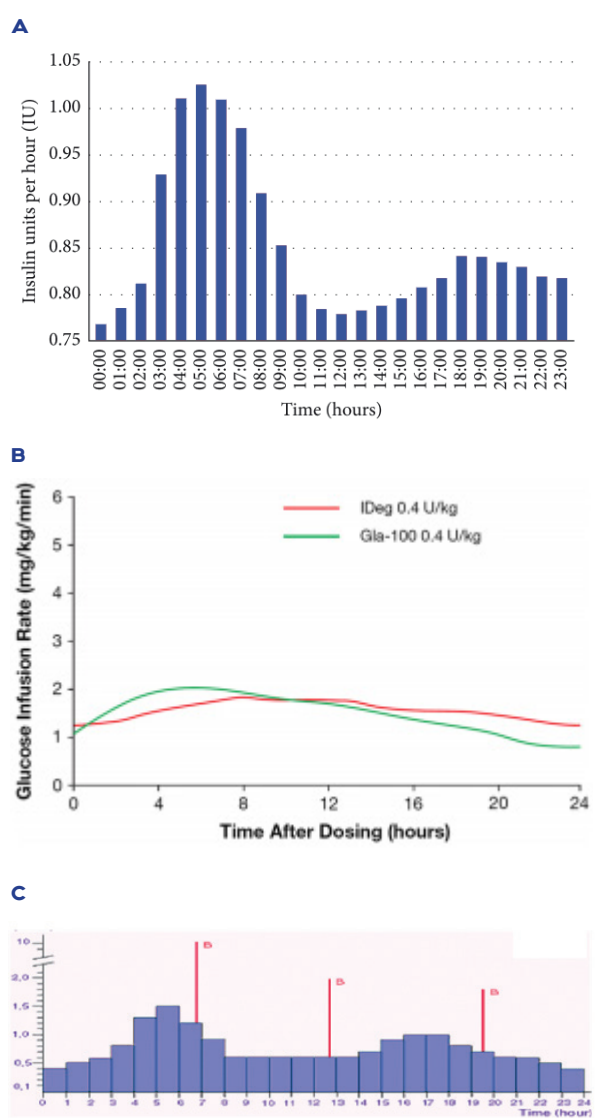 A
Insulin units per hour (IU)
1.05
1.00
0.95
0.90
0.85
0.80
0.75
00:00 01:00 02:00 03:00 04:00 05:00 06:00 07:00 08:00 09:00 10:00 11:00 12:00 13:00 14:00 15:00 16:00 17:00 18:00 19:00 20:00 21:00 22:00 23:00
Time (hours)
B
Glucose Infusion Rate (mg/kg/min)
6
5
4
3
2
1
0
IDeg 0.4 U/kg
Gla-100 0.4 U/kg
0 4 8 12 16 20 24
Time After Dosing (hours)
C
10
2,0
1,5
1,0
0,5
0,1
B
B
B
0 1 2 3 4 5 6 7 8 9 10 11 12 13 14 15 16 17 18 19 20 21 22 23 24
Time (hour)